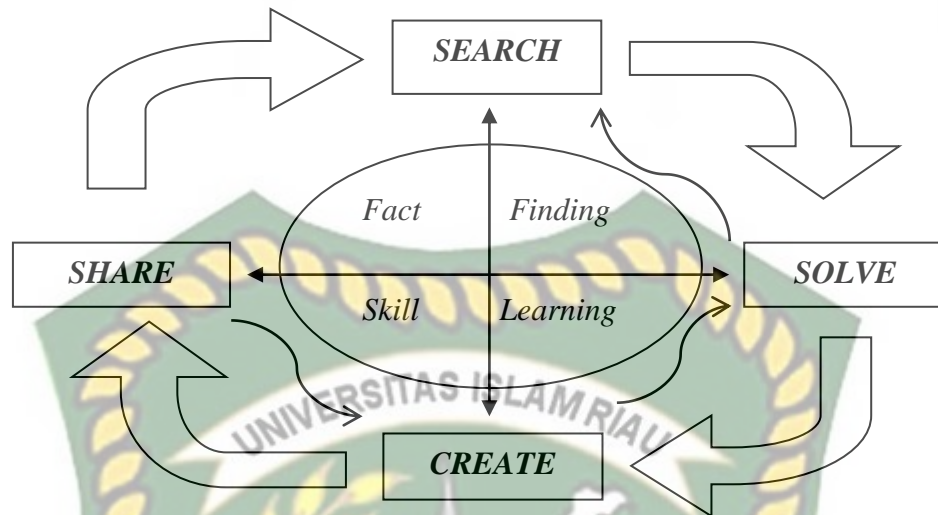 SEARCH
Fact Finding
SHARE SOLVE
Skill Learning
UNIVERSITAS ISLAM RIAU
CREATE